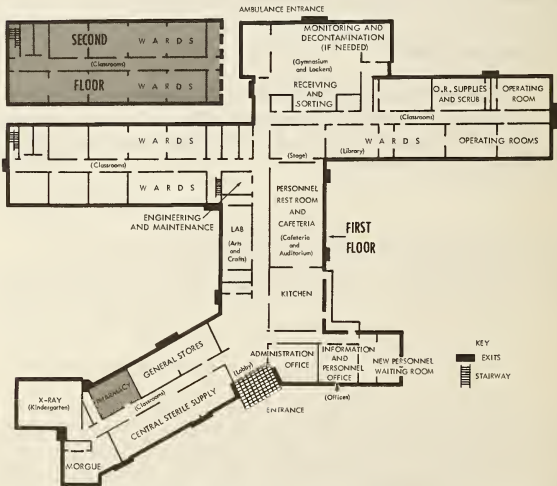 AMBULANCE ENTRANCE
MONITORING AND
DECONTAMINATION
(IF NEEDED)
(Gymnasium
and Lockers)
RECEIVING
AND
SORTING
SECOND
FLOOR
WARDS
(Classrooms)
WARDS
O.R. SUPPLIES
AND SCRUB
OPERATING
ROOM
(Classrooms)
WARDS
OPERATING ROOMS
(Library)
WARDS
(Classrooms)
WARDS
(Stage)
ENGINEERING
AND MAINTENANCE
PERSONNEL
REST ROOM
AND
CAFETERIA
(Cafeteria
and
Auditorium)
LAB
(Arts
and
Crafts)
FIRST
FLOOR
KITCHEN
ADMINISTRATION
OFFICE
INFORMATION
AND
PERSONNEL
OFFICE
NEW PERSONNEL
WAITING ROOM
(Offices)
(Lobby)
ENTRANCE
GENERAL STORES
PHARMACY
(Classrooms)
CENTRAL STERILE SUPPLY
X-RAY
(Kindergarten)
MORGUE
KEY
EXITS
STAIRWAY